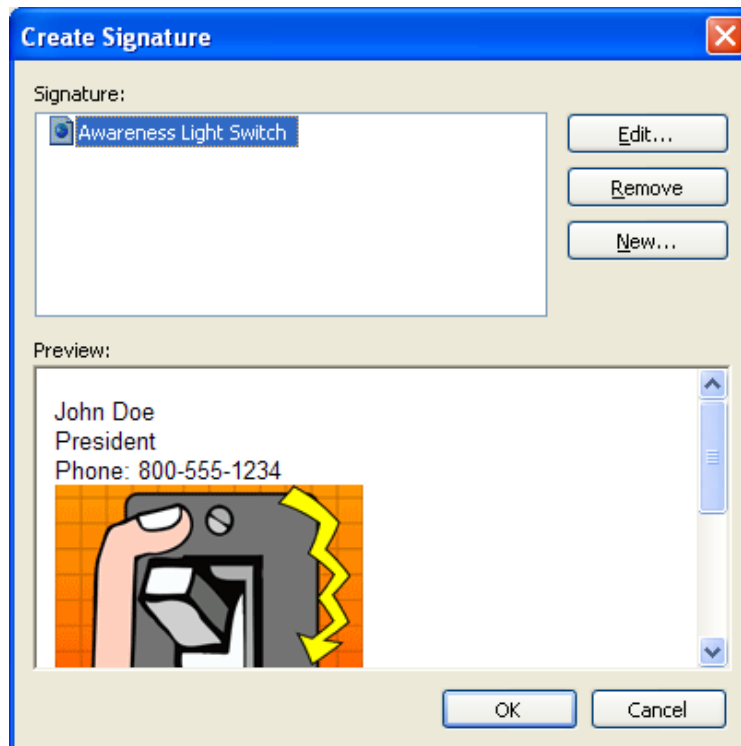 Create Signature
Signature:
Awareness Light Switch
Edit...
Remove
New...
Preview:
John Doe
President
Phone: 800-555-1234
OK
Cancel